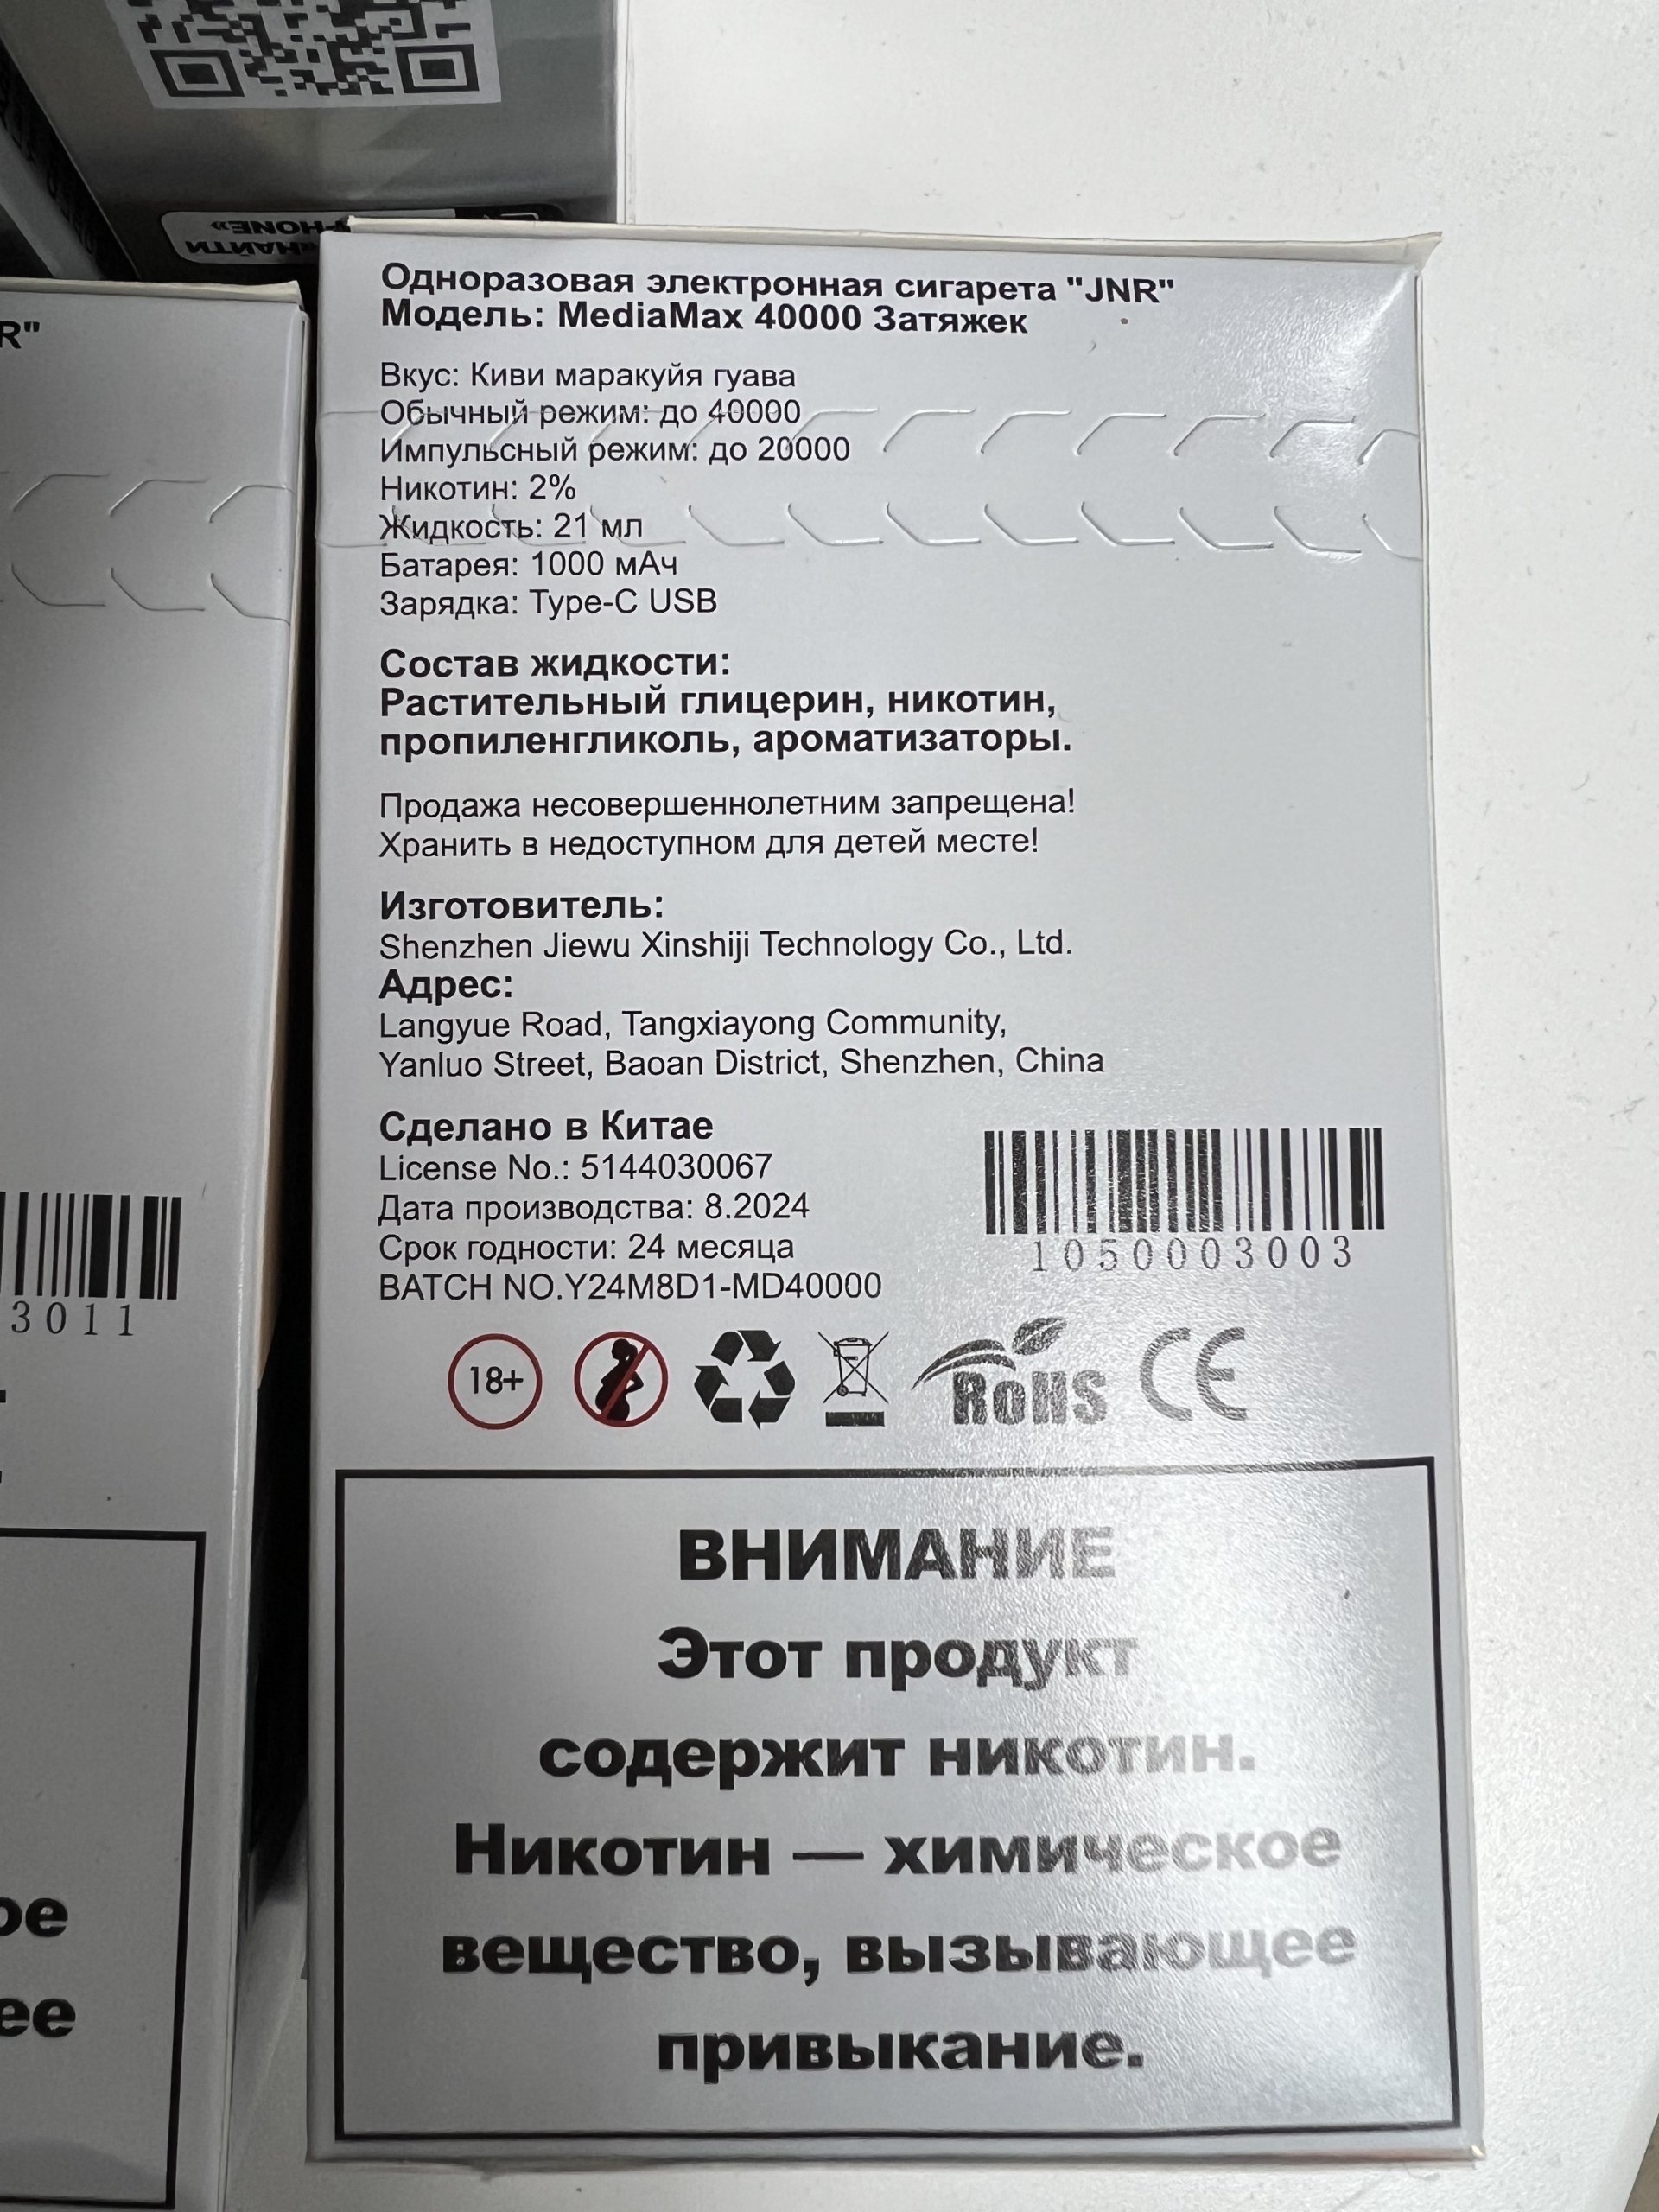 «НАЙТИ
PHONE»
R"
3011
ое
ее
Одноразовая электронная сигарета "JNR"
Модель: MediaMax 40000 Затяжек
Вкус: Киви маракуйя гуава
Обычный режим: до 40000
Импульсный режим: до 20000
Никотин: 2%
Жидкость: 21 мл
Батарея: 1000 мАч
Зарядка: Type-C USB
Состав жидкости:
Растительный глицерин, никотин,
пропиленгликоль, ароматизаторы.
Продажа несовершеннолетним запрещена!
Хранить в недоступном для детей месте!
Изготовитель:
Shenzhen Jiewu Xinshiji Technology Co., Ltd.
Адрес:
Langyue Road, Tangxiayong Community,
Yanluo Street, Baoan District, Shenzhen, China
Сделано в Китае
License No.: 5144030067
Дата производства: 8.2024
Срок годности: 24 месяца
BATCH NO.Y24M8D1-MD40000
1050003003
18+
RoHS
CE
ВНИМАНИЕ
Этот продукт
содержит никотин.
Никотин — химическое
вещество, вызывающее
привыкание.